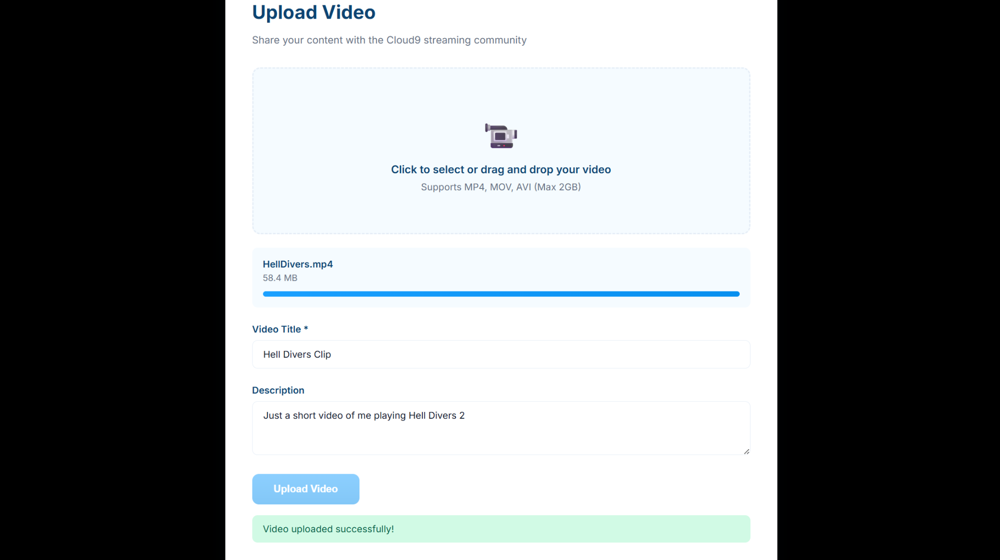 Upload Video
Share your content with the Cloud9 streaming community
Click to select or drag and drop your video
Supports MP4, MOV, AVI (Max 2GB)
HellDivers.mp4
58.4 MB
Video Title *
Hell Divers Clip
Description
Just a short video of me playing Hell Divers 2
Upload Video
Video uploaded successfully!